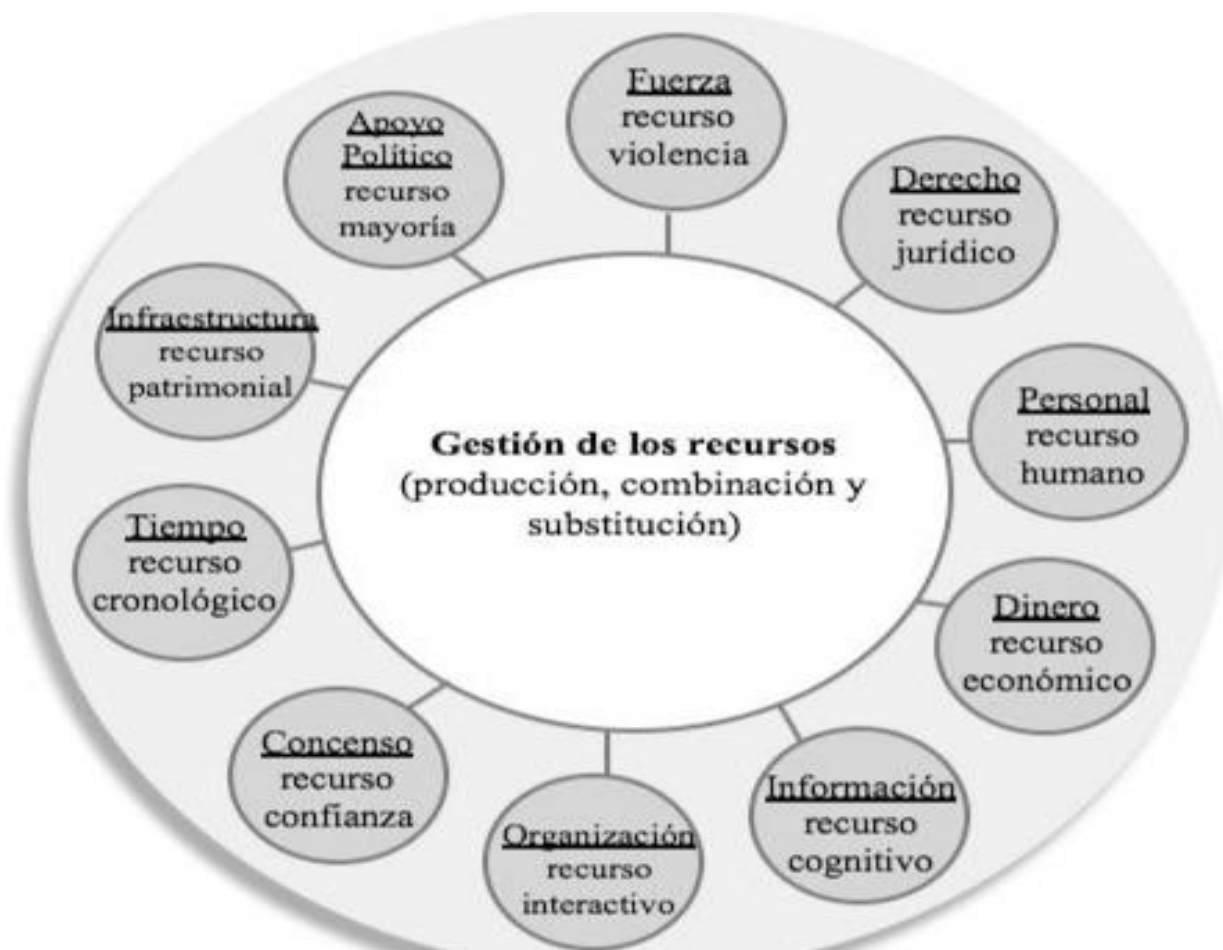 Fuerza
recurso
violencia
Derecho
recurso
jurídico
Personal
recurso
humano
Dinero
recurso
económico
Información
recurso
cognitivo
Organización
recurso
interactivo
Concenso
recurso
confianza
Tiempo
recurso
cronológico
Infraestructura
recurso
patrimonial
Apoyo
Político
recurso
mayoría
Gestión de los recursos
(producción, combinación y
substitución)